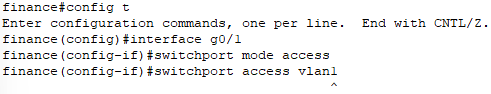 finance#config t
Enter configuration commands, one per line.  End with CNTL/Z.
finance(config)#interface g0/1
finance(config-if)#switchport mode access
finance(config-if)#switchport access vlan1
^